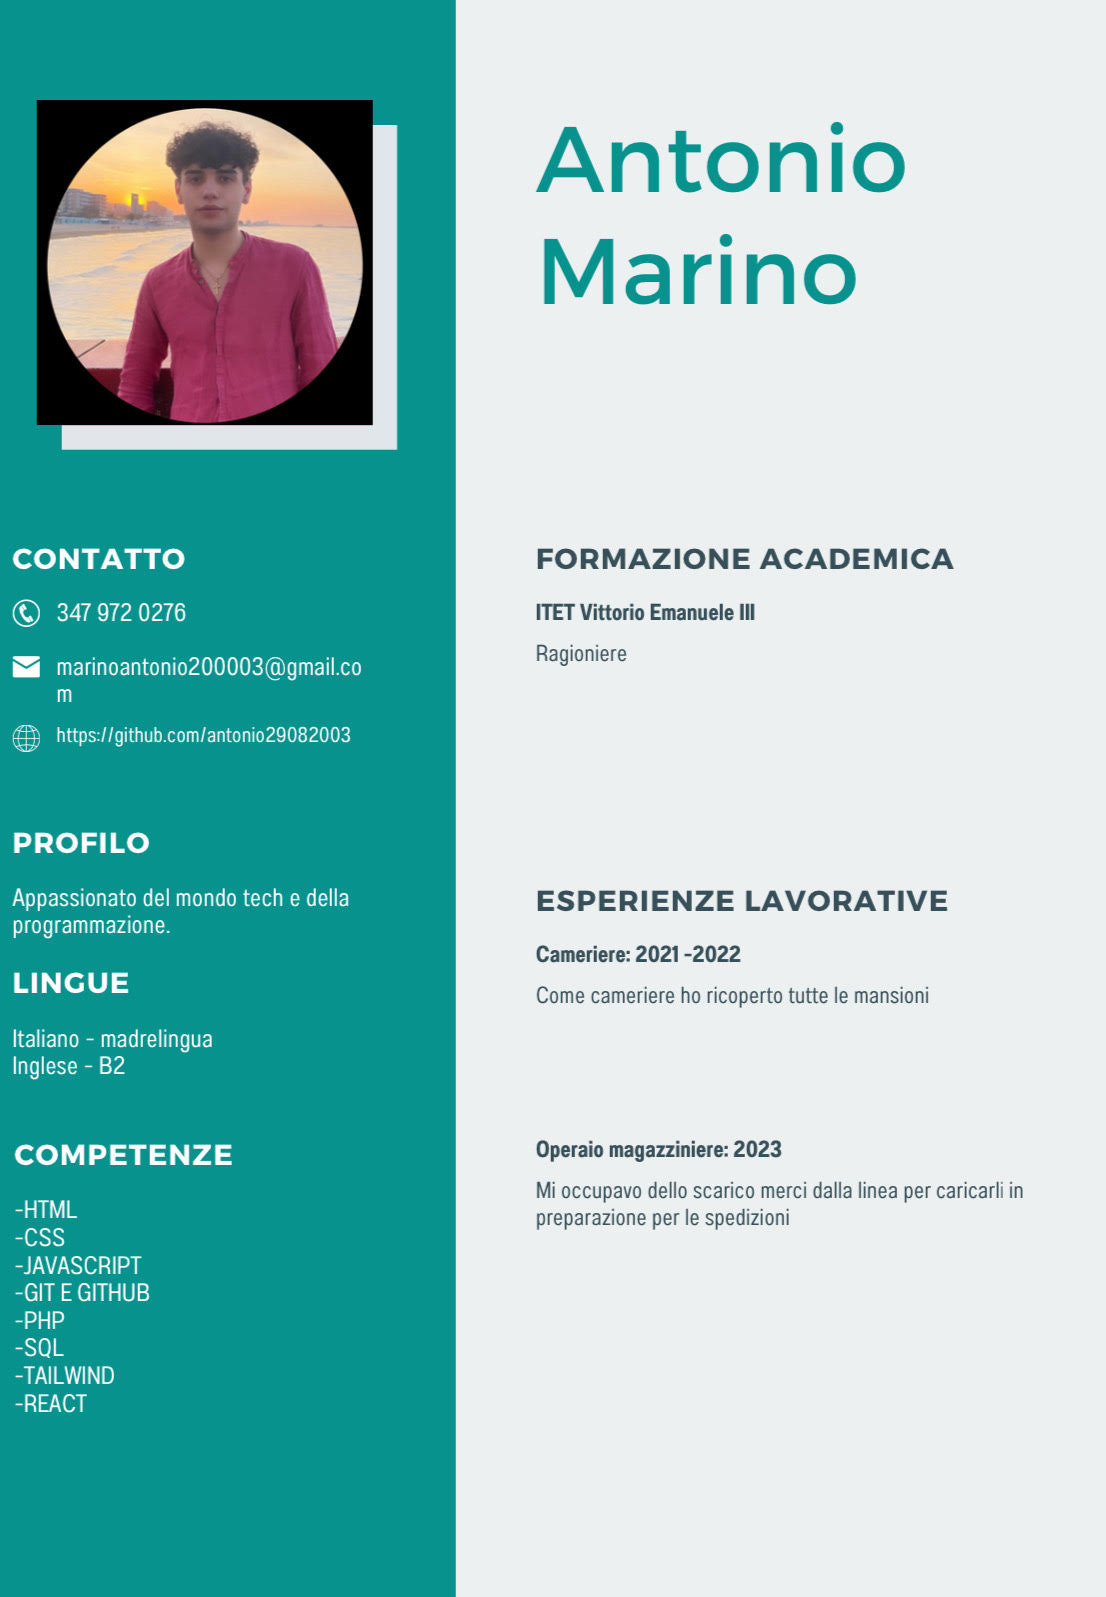 Antonio
Marino
CONTATTO
347 972 0276
marinoantonio200003@gmail.co
m
https://github.com/antonio29082003
PROFILO
Appassionato del mondo tech e della
programmazione.
LINGUE
Italiano - madrelingua
Inglese - B2
COMPETENZE
-HTML
-CSS
-JAVASCRIPT
-GIT E GITHUB
-PHP
-SQL
-TAILWIND
-REACT
FORMAZIONE ACADEMICA
ITET Vittorio Emanuele III
Ragioniere
ESPERIENZE LAVORATIVE
Cameriere: 2021 -2022
Come cameriere ho ricoperto tutte le mansioni
Operaio magazziniere: 2023
Mi occupavo dello scarico merci dalla linea per caricarli in
preparazione per le spedizioni